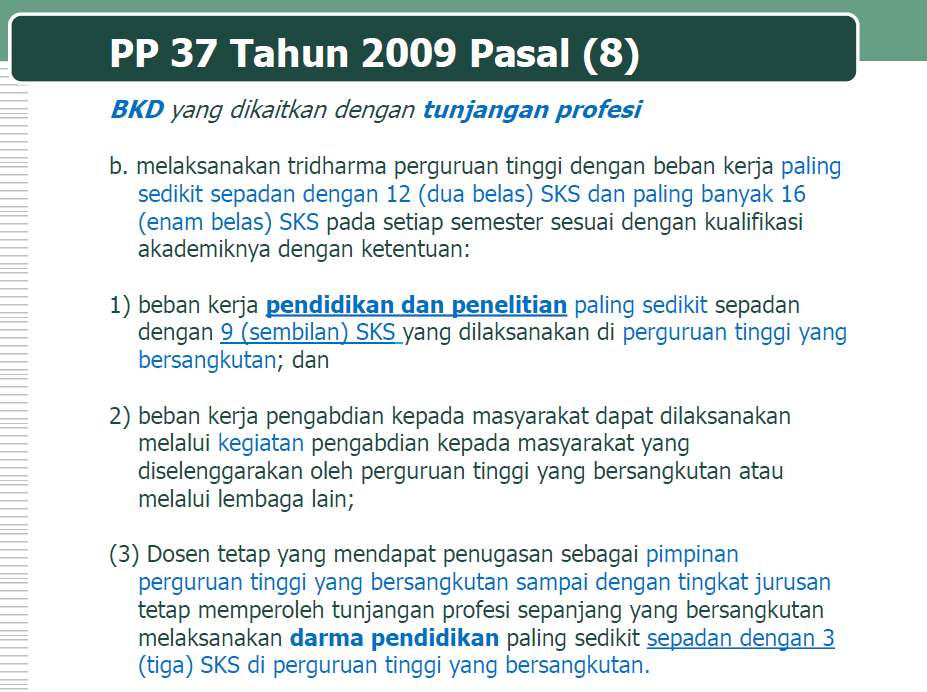 PP 37 Tahun 2009 Pasal (8)
BKD yang dikaitkan dengan tunjangan profesi
b. melaksanakan tridharma perguruan tinggi dengan beban kerja paling
sedikit sepadan dengan 12 (dua belas) SKS dan paling banyak 16
(enam belas) SKS pada setiap semester sesuai dengan kualifikasi
akademiknya dengan ketentuan:
1) beban kerja pendidikan dan penelitian paling sedikit sepadan
dengan 9 (sembilan) SKS yang dilaksanakan di perguruan tinggi yang
bersangkutan; dan
2) beban kerja pengabdian kepada masyarakat dapat dilaksanakan
melalui kegiatan pengabdian kepada masyarakat yang
diselenggarakan oleh perguruan tinggi yang bersangkutan atau
melalui lembaga lain;
(3) Dosen tetap yang mendapat penugasan sebagai pimpinan
perguruan tinggi yang bersangkutan sampai dengan tingkat jurusan
tetap memperoleh tunjangan profesi sepanjang yang bersangkutan
melaksanakan darma pendidikan paling sedikit sepadan dengan 3
(tiga) SKS di perguruan tinggi yang bersangkutan.